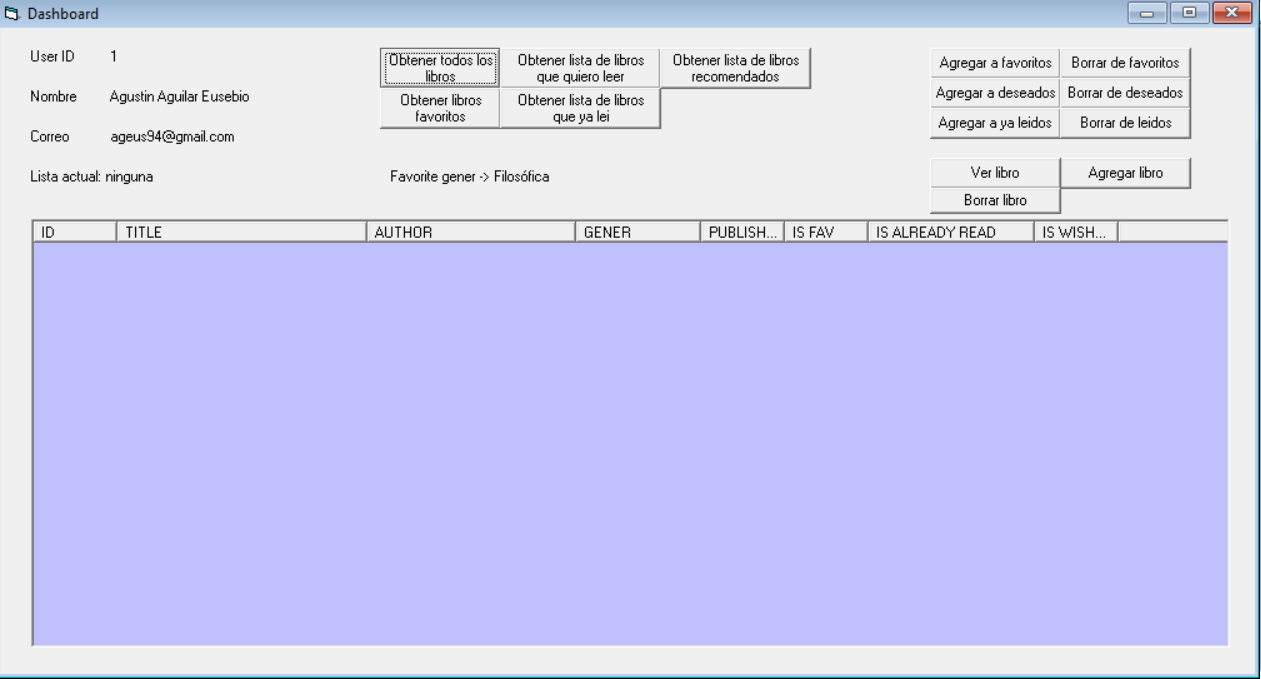 Dashboard
User ID 1
Nombre Agustin Aguilar Eusebio
Correo ageus94@gmail.com
Lista actual: ninguna
Obtener todos los
libros
Obtener lista de libros
que quiero leer
Obtener lista de libros
recomendados
Obtener libros
favoritos
Obtener lista de libros
que ya lei
Favorite gener -> Filosófica
Agregar a favoritos
Borrar de favoritos
Agregar a deseados
Borrar de deseados
Agregar a ya leidos
Borrar de leidos
Ver libro
Agregar libro
Borrar libro
ID TITLE AUTHOR GENER PUBLISH... IS FAV IS ALREADY READ IS WISH...